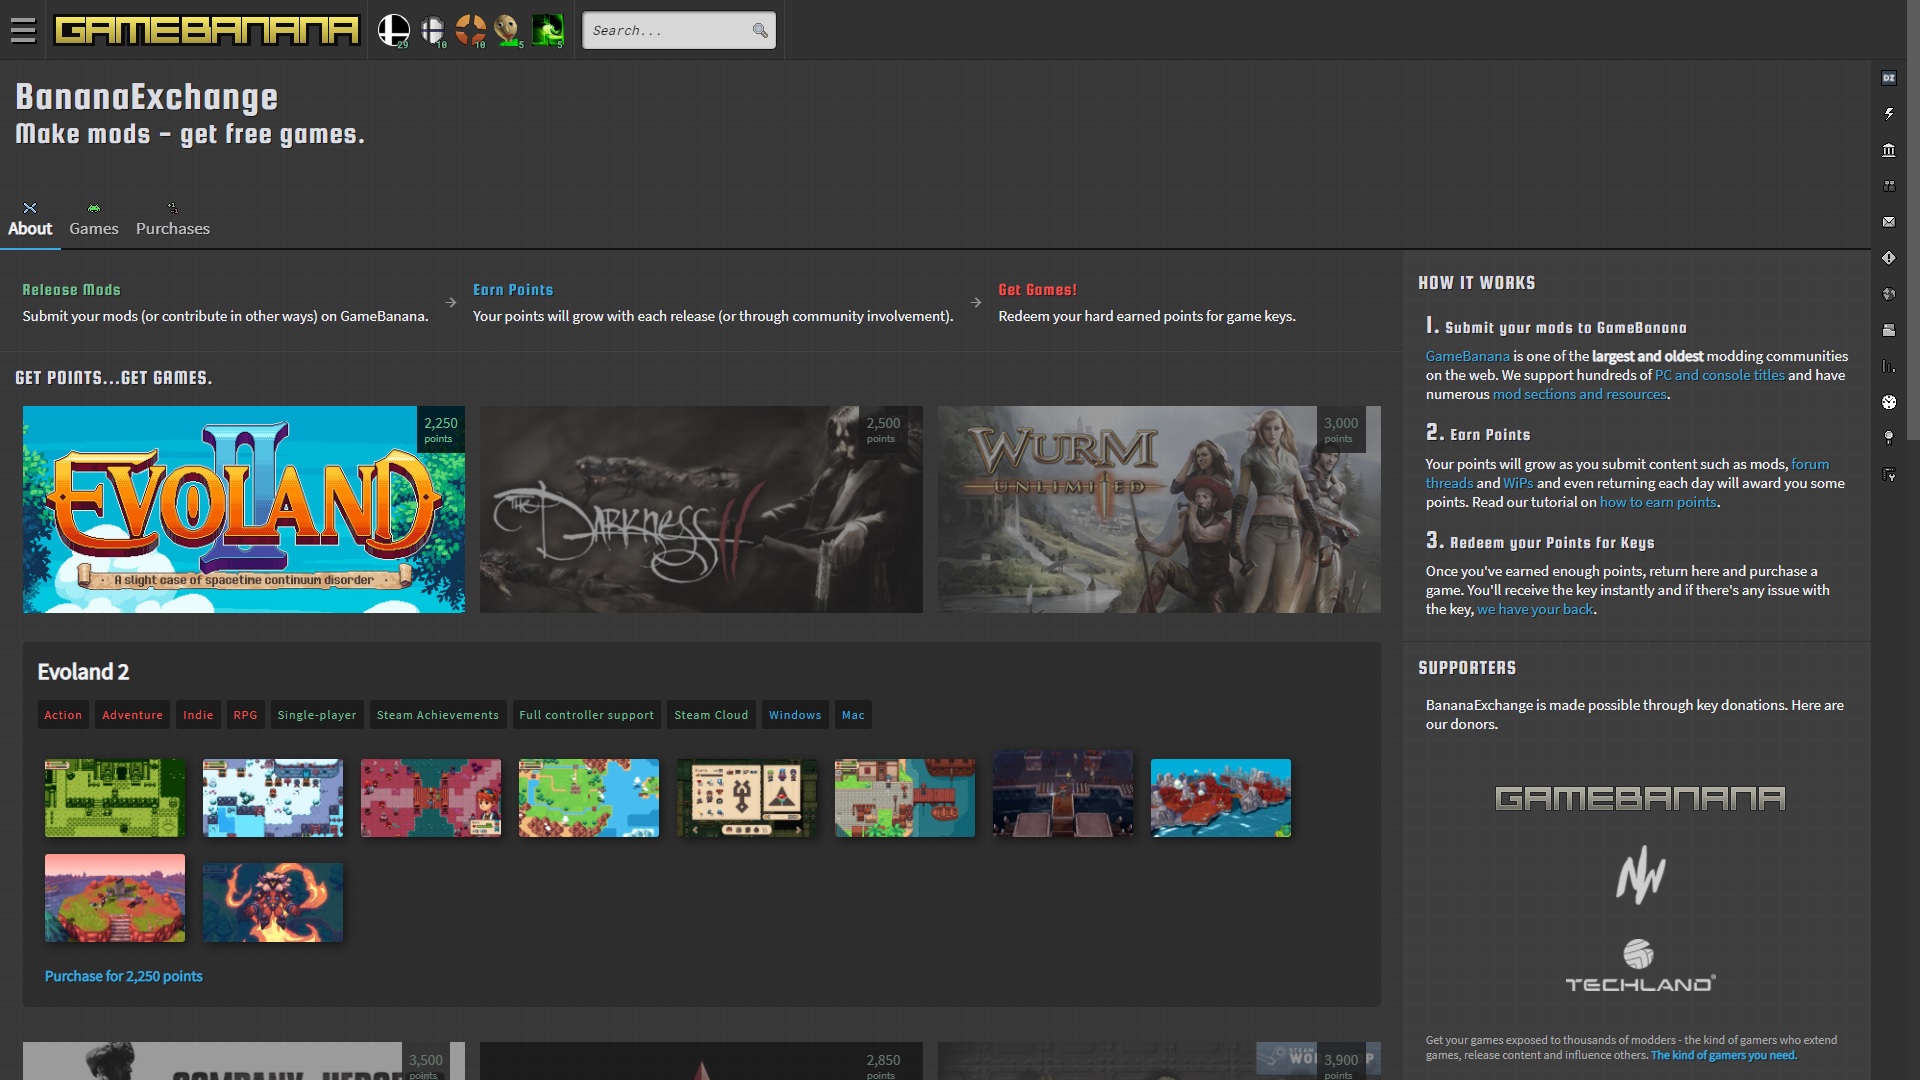 GAMEBANANA
29
10
10
5
5
Search...
BananaExchange
Make mods - get free games.
DZ
About
Games
Purchases
Release Mods
Submit your mods (or contribute in other ways) on GameBanana.
Earn Points
Your points will grow with each release (or through community involvement).
Get Games!
Redeem your hard earned points for game keys.
GET POINTS...GET GAMES.
2,250
points
EVOLAND II
A slight case of spacetime continuum disorder
2,500
points
THE DARKNESS II
3,000
points
WURM
UNLIMITED
Evoland 2
Action
Adventure
Indie
RPG
Single-player
Steam Achievements
Full controller support
Steam Cloud
Windows
Mac
Purchase for 2,250 points
3,500
points
2,850
points
3,900
points
HOW IT WORKS
1. Submit your mods to GameBanana
GameBanana is one of the largest and oldest modding communities
on the web. We support hundreds of PC and console titles and have
numerous mod sections and resources.
2. Earn Points
Your points will grow as you submit content such as mods, forum
threads and WiPs and even returning each day will award you some
points. Read our tutorial on how to earn points.
3. Redeem your Points for Keys
Once you've earned enough points, return here and purchase a
game. You'll receive the key instantly and if there's any issue with
the key, we have your back.
SUPPORTERS
BananaExchange is made possible through key donations. Here are
our donors.
GAMEBANANA
TECHLAND®
Get your games exposed to thousands of modders - the kind of gamers who extend
games, release content and influence others. The kind of gamers you need.